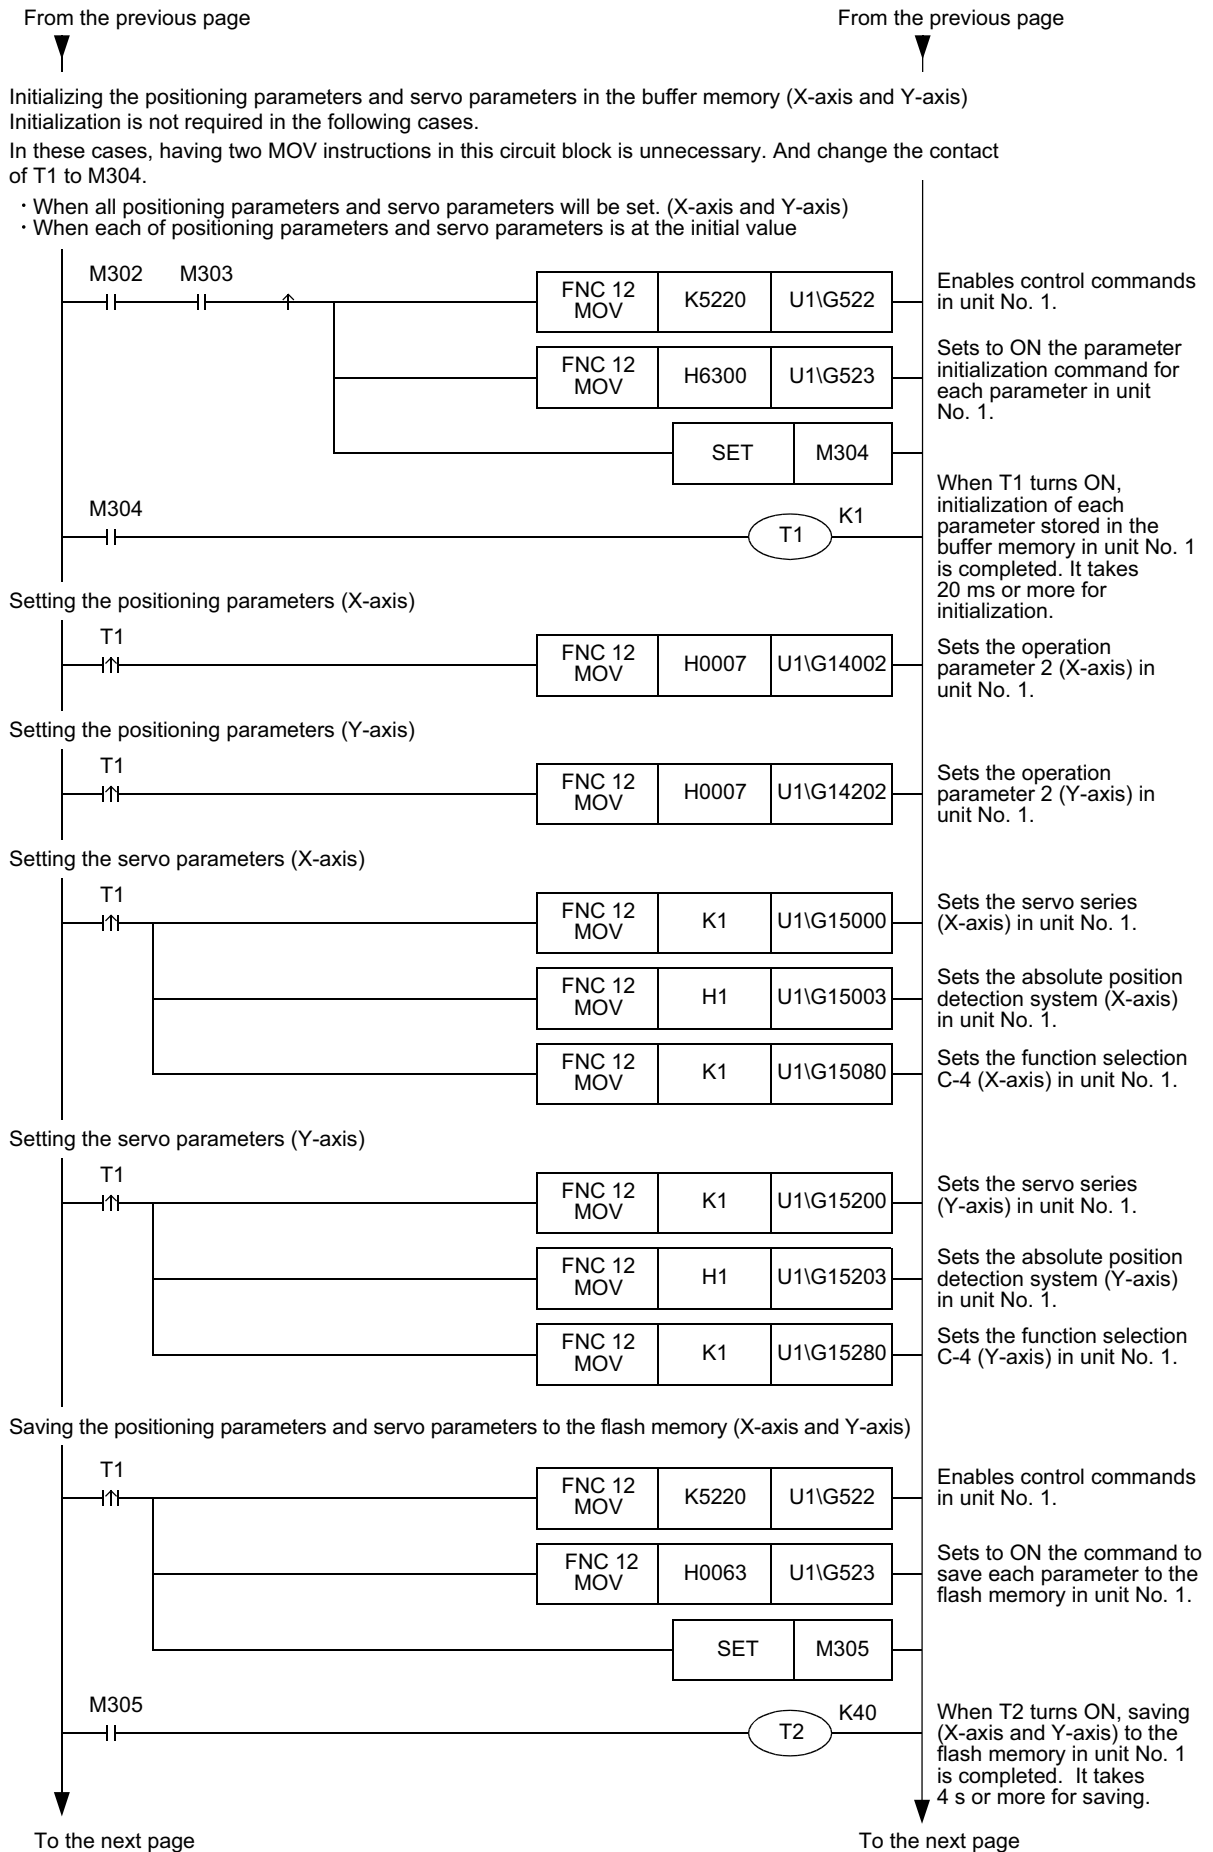 From the previous page
From the previous page
Initializing the positioning parameters and servo parameters in the buffer memory (X-axis and Y-axis)
Initialization is not required in the following cases.
In these cases, having two MOV instructions in this circuit block is unnecessary. And change the contact
of T1 to M304.
・When all positioning parameters and servo parameters will be set. (X-axis and Y-axis)
・When each of positioning parameters and servo parameters is at the initial value
M302 M303
FNC 12
MOV
K5220
U1\G522
Enables control commands
in unit No. 1.
FNC 12
MOV
H6300
U1\G523
Sets to ON the parameter
initialization command for
each parameter in unit
No. 1.
SET
M304
M304
T1
K1
When T1 turns ON,
initialization of each
parameter stored in the
buffer memory in unit No. 1
is completed. It takes
20 ms or more for
initialization.
Setting the positioning parameters (X-axis)
T1
FNC 12
MOV
H0007
U1\G14002
Sets the operation
parameter 2 (X-axis) in
unit No. 1.
Setting the positioning parameters (Y-axis)
T1
FNC 12
MOV
H0007
U1\G14202
Sets the operation
parameter 2 (Y-axis) in
unit No. 1.
Setting the servo parameters (X-axis)
T1
FNC 12
MOV
K1
U1\G15000
Sets the servo series
(X-axis) in unit No. 1.
FNC 12
MOV
H1
U1\G15003
Sets the absolute position
detection system (X-axis)
in unit No. 1.
FNC 12
MOV
K1
U1\G15080
Sets the function selection
C-4 (X-axis) in unit No. 1.
Setting the servo parameters (Y-axis)
T1
FNC 12
MOV
K1
U1\G15200
Sets the servo series
(Y-axis) in unit No. 1.
FNC 12
MOV
H1
U1\G15203
Sets the absolute position
detection system (Y-axis)
in unit No. 1.
FNC 12
MOV
K1
U1\G15280
Sets the function selection
C-4 (Y-axis) in unit No. 1.
Saving the positioning parameters and servo parameters to the flash memory (X-axis and Y-axis)
T1
FNC 12
MOV
K5220
U1\G522
Enables control commands
in unit No. 1.
FNC 12
MOV
H0063
U1\G523
Sets to ON the command to
save each parameter to the
flash memory in unit No. 1.
SET
M305
M305
T2
K40
When T2 turns ON, saving
(X-axis and Y-axis) to the
flash memory in unit No. 1
is completed. It takes
4 s or more for saving.
To the next page
To the next page